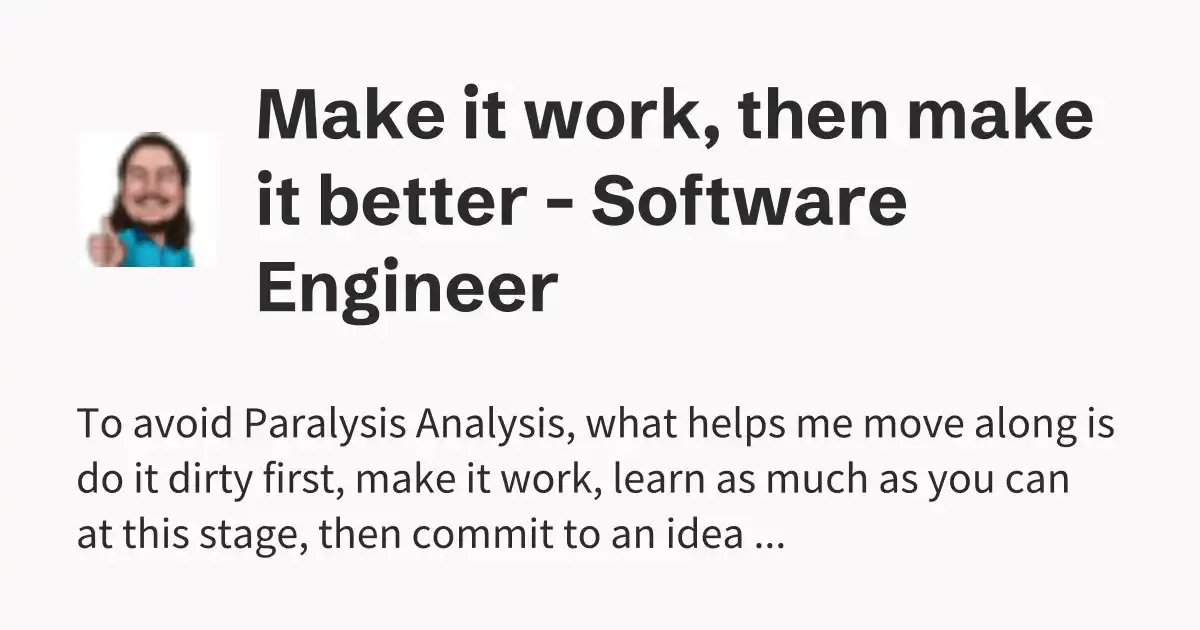 Make it work, then make
it better - Software
Engineer
To avoid Paralysis Analysis, what helps me move along is
do it dirty first, make it work, learn as much as you can
at this stage, then commit to an idea ...